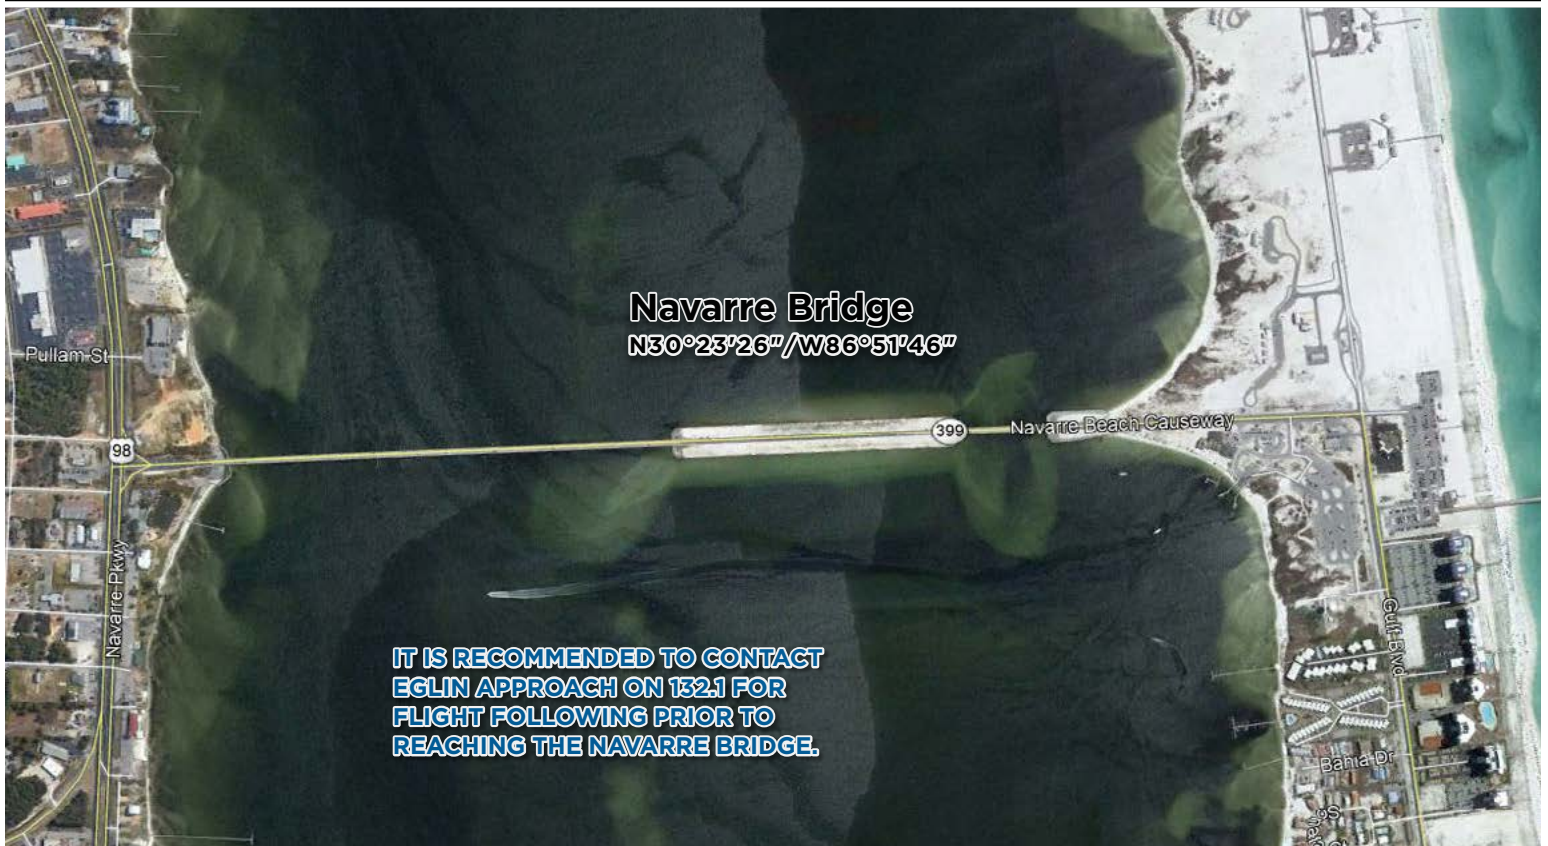 Navarre Bridge
N30°23'26"/W86°51'46"
Pullam St
98
399
Navarre Beach Causeway
Navarre Pkwy
IT IS RECOMMENDED TO CONTACT
EGLIN APPROACH ON 132.1 FOR
FLIGHT FOLLOWING PRIOR TO
REACHING THE NAVARRE BRIDGE.
Gulf Blvd
Bahia Dr